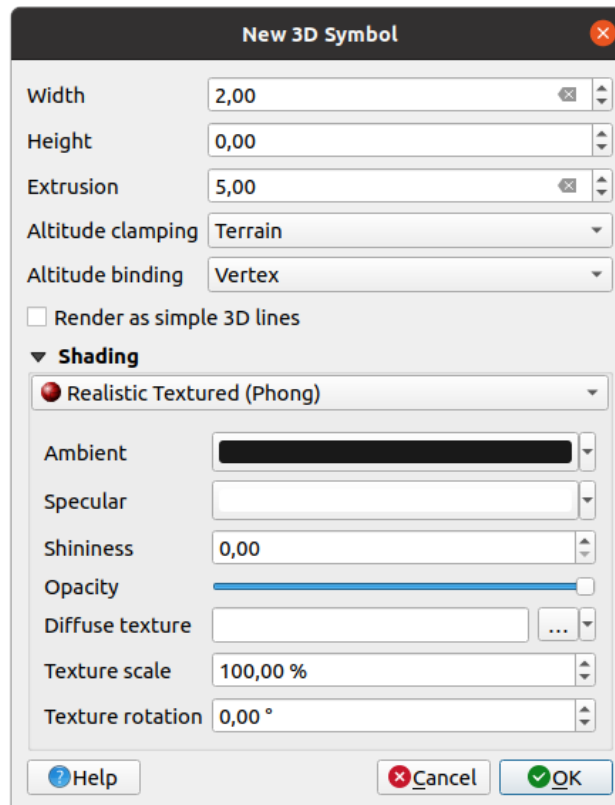 New 3D Symbol
Width 2,00
Height 0,00
Extrusion 5,00
Altitude clamping Terrain
Altitude binding Vertex
Render as simple 3D lines
Shading
Realistic Textured (Phong)
Ambient
Specular
Shininess 0,00
Opacity
Diffuse texture ...
Texture scale 100,00 %
Texture rotation 0,00 °
Help Cancel OK